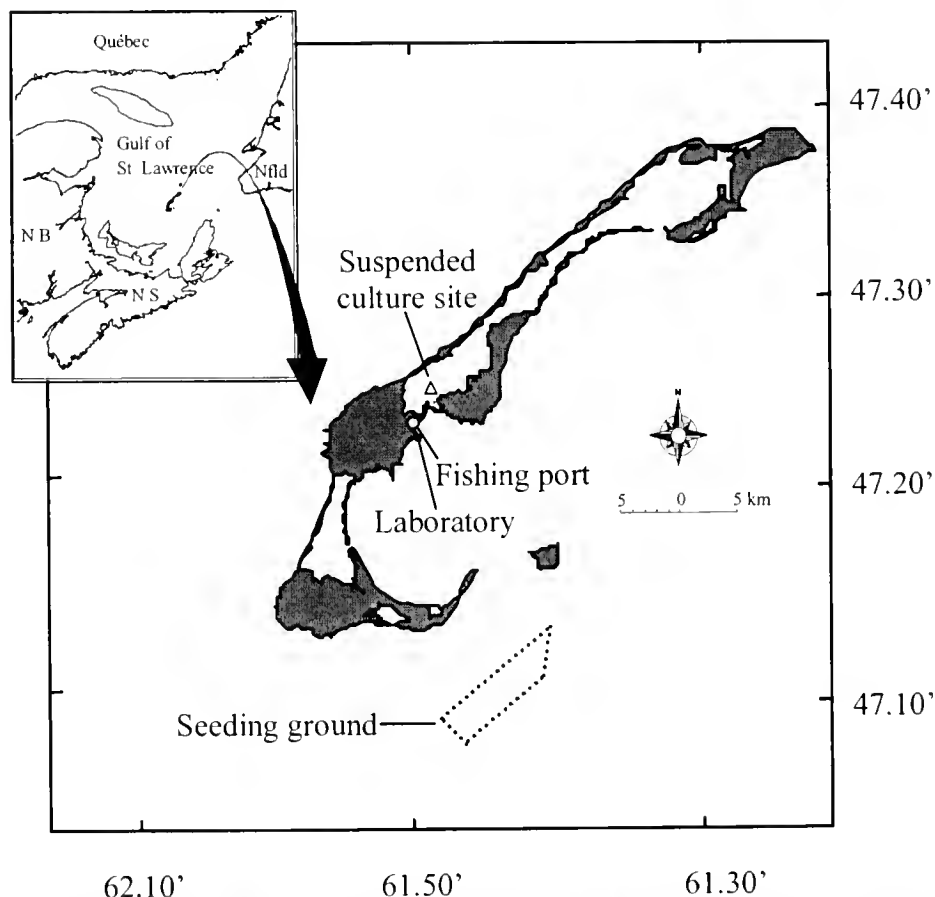 Québec
Gulf of
St Lawrence
Nfld
N B
N S
47.40'
Suspended
culture site
47.30'
N
Fishing port
47.20'
5 0 5 km
Laboratory
Seeding ground
47.10'
62.10' 61.50' 61.30'